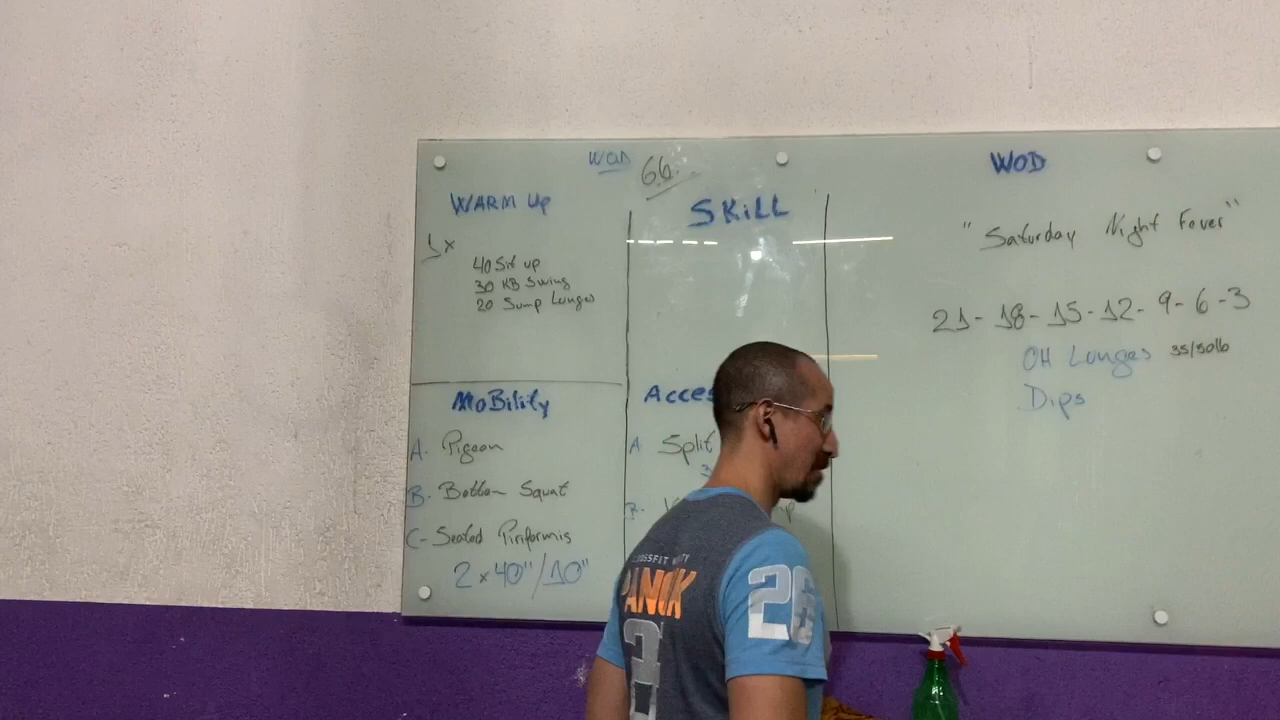 WOD 66.
WARM Up
40 Sit up
30 KB Swing
20 Jump Lunges
MoBility
A. Pigeon
B. Bottom Squat
C- Seated Piriformis
2 x 40" / 10"
SKiLL
Acces
A Split
B-
WOD
"Saturday Night Fever"
21 - 18 - 15 - 12 - 9 - 6 - 3
OH Lunges 35/50lb
Dips
CROSSFIT
PANCK
3
26